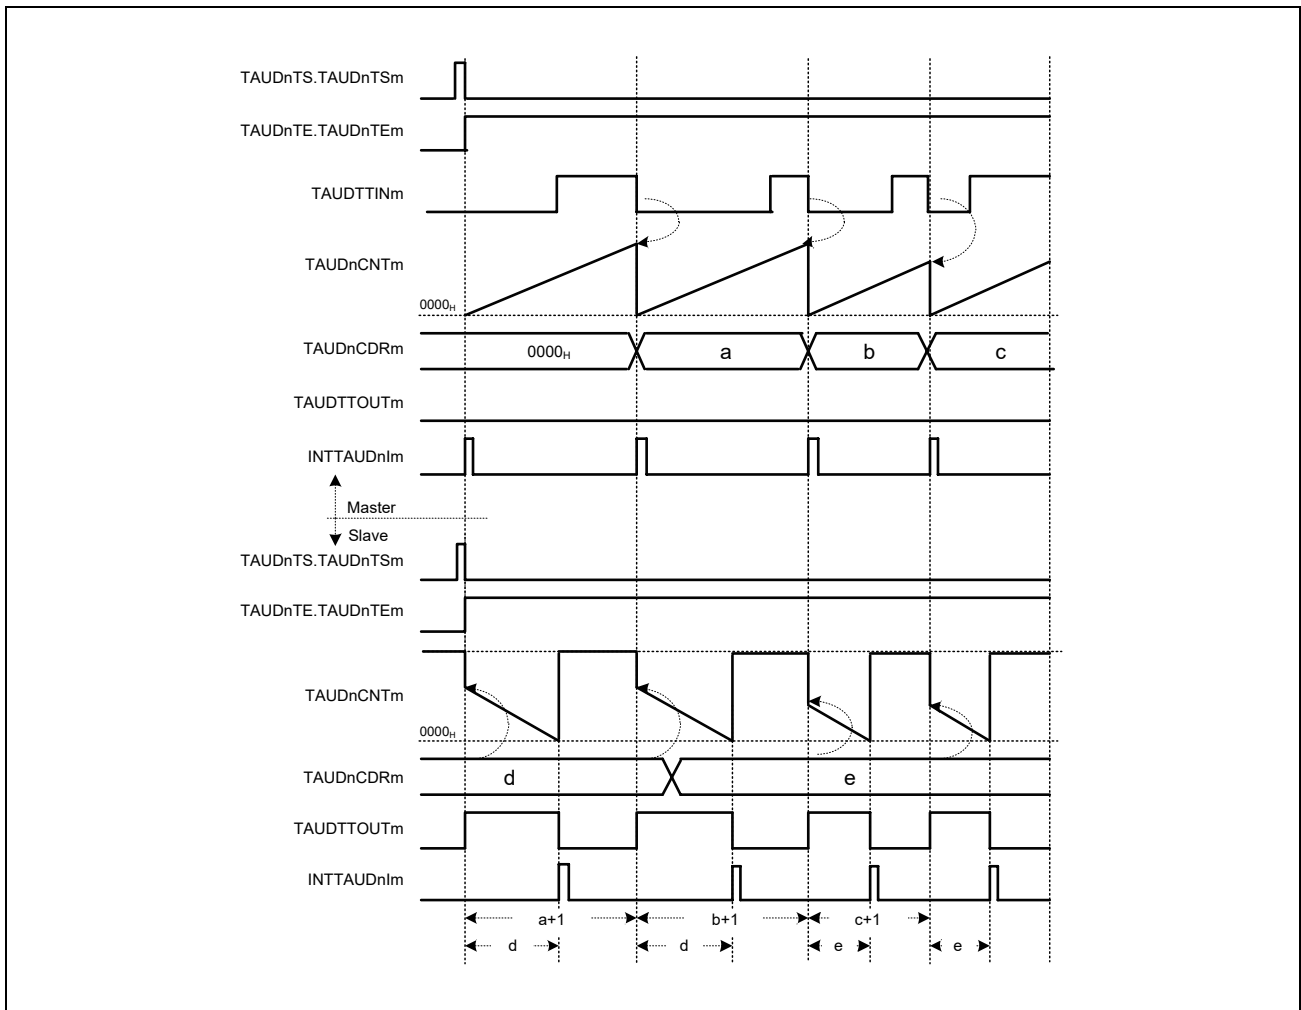 TAUDnTS.TAUDnTSm
TAUDnTE.TAUDnTEm
TAUDTTINm
TAUDnCNTm
0000H
TAUDnCDRm
0000H a b c
TAUDTTOUTm
INTTAUDnIm
Master
Slave
TAUDnTS.TAUDnTSm
TAUDnTE.TAUDnTEm
TAUDnCNTm
0000H
TAUDnCDRm
d e
TAUDTTOUTm
INTTAUDnIm
a+1 b+1 c+1
d d e e